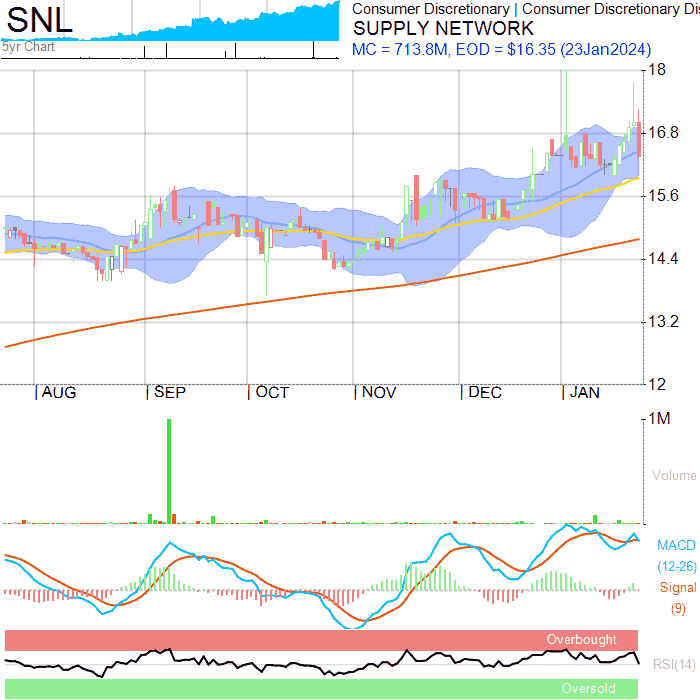 SNL
5yr Chart
Consumer Discretionary | Consumer Discretionary Dis
SUPPLY NETWORK
MC = 713.8M, EOD = $16.35 (23Jan2024)
18
16.8
15.6
14.4
13.2
12
| AUG | SEP | OCT | NOV | DEC | JAN
1M
Volume
MACD
(12-26)
Signal
(9)
Overbought
RSI(14)
Oversold